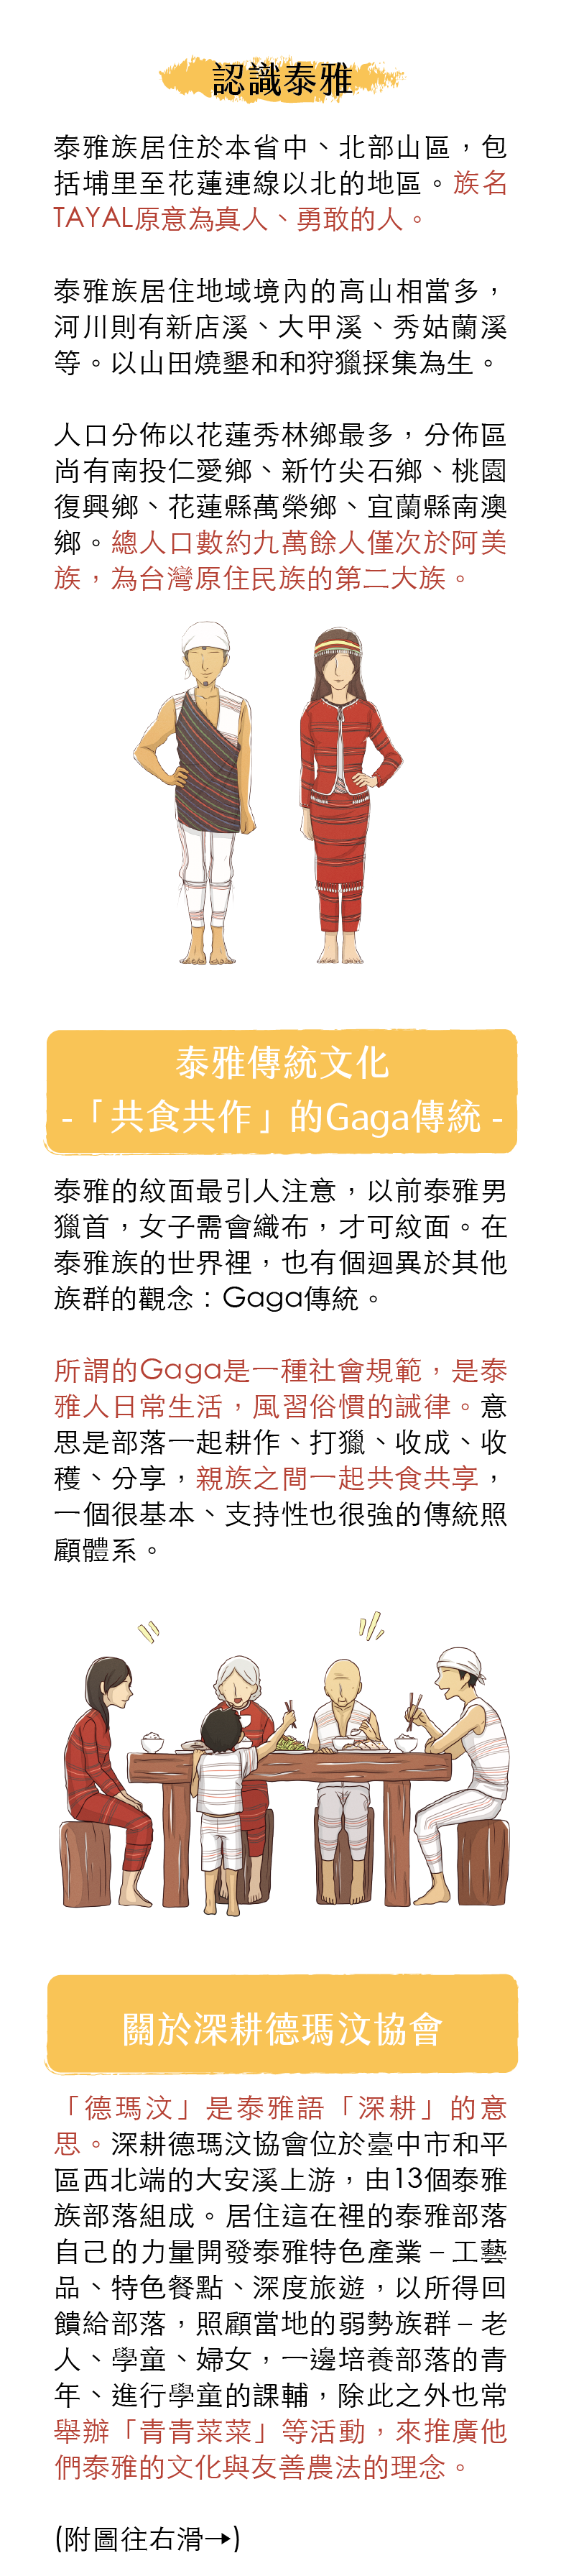 認識泰雅
泰雅族居住於本省中、北部山區，包
括埔里至花蓮連線以北的地區。族名
TAYAL原意為真人、勇敢的人。
泰雅族居住地域境內的高山相當多，
河川則有新店溪、大甲溪、秀姑蘭溪
等。以山田燒墾和和狩獵採集為生。
人口分佈以花蓮秀林鄉最多，分佈區
尚有南投仁愛鄉、新竹尖石鄉、桃園
復興鄉、花蓮縣萬榮鄉、宜蘭縣南澳
鄉。總人口數約九萬餘人僅次於阿美
族，為台灣原住民族的第二大族。
泰雅傳統文化
-「共食共作」的Gaga傳統 -
泰雅的紋面最引人注意，以前泰雅男
獵首，女子需會織布，才可紋面。在
泰雅族的世界裡，也有個迴異於其他
族群的觀念：Gaga傳統。
所謂的Gaga是一種社會規範，是泰
雅人日常生活，風習俗慣的誡律。意
思是部落一起耕作、打獵、收成、收
穫、分享，親族之間一起共食共享，
一個很基本、支持性也很強的傳統照
顧體系。
關於深耕德瑪汶協會
「德瑪汶」是泰雅語「深耕」的意
思。深耕德瑪汶協會位於臺中市和平
區西北端的大安溪上游，由13個泰雅
族部落組成。居住這在裡的泰雅部落
自己的力量開發泰雅特色產業－工藝
品、特色餐點、深度旅遊，以所得回
饋給部落，照顧當地的弱勢族群－老
人、學童、婦女，一邊培養部落的青
年、進行學童的課輔，除此之外也常
舉辦「青青菜菜」等活動，來推廣他
們泰雅的文化與友善農法的理念。
(附圖往右滑→)